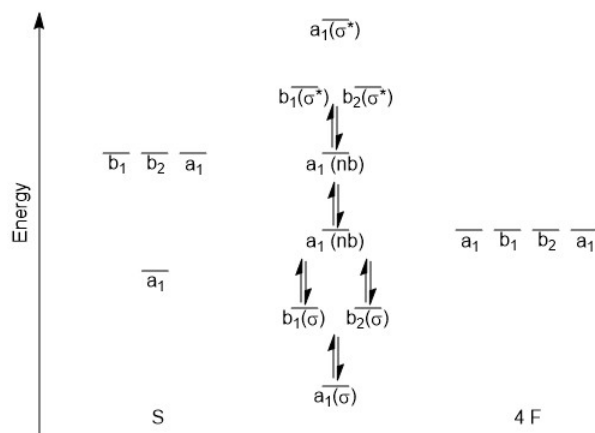 a₁(σ*)
b₁(σ*) b₂(σ*)
b₁ b₂ a₁
a₁ (nb)
Energy
a₁ (nb)
a₁ b₁ b₂ a₁
a₁
b₁(σ) b₂(σ)
a₁(σ)
S
4 F